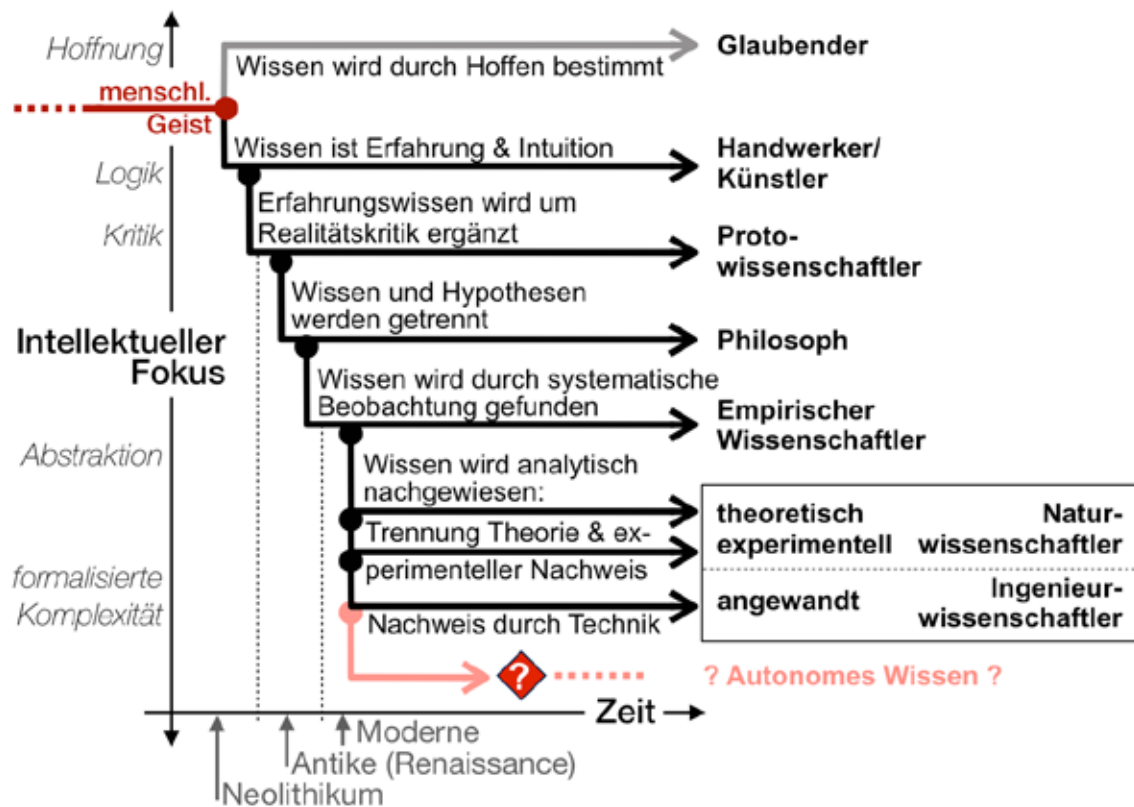 Hoffnung
Glaubender
Wissen wird durch Hoffen bestimmt
menschl.
Geist
Wissen ist Erfahrung & Intuition
Handwerker/
Künstler
Logik
Erfahrungswissen wird um
Realitätskritik ergänzt
Kritik
Proto-
wissenschaftler
Wissen und Hypothesen
werden getrennt
Intellektueller
Fokus
Philosoph
Wissen wird durch systematische
Beobachtung gefunden
Empirischer
Wissenschaftler
Abstraktion
Wissen wird analytisch
nachgewiesen:
theoretisch Natur-
experimentell wissenschaftler
Trennung Theorie & ex-
perimenteller Nachweis
formalisierte
Komplexität
angewandt Ingenieur-
wissenschaftler
Nachweis durch Technik
?
? Autonomes Wissen ?
Zeit
Moderne
Antike (Renaissance)
Neolithikum